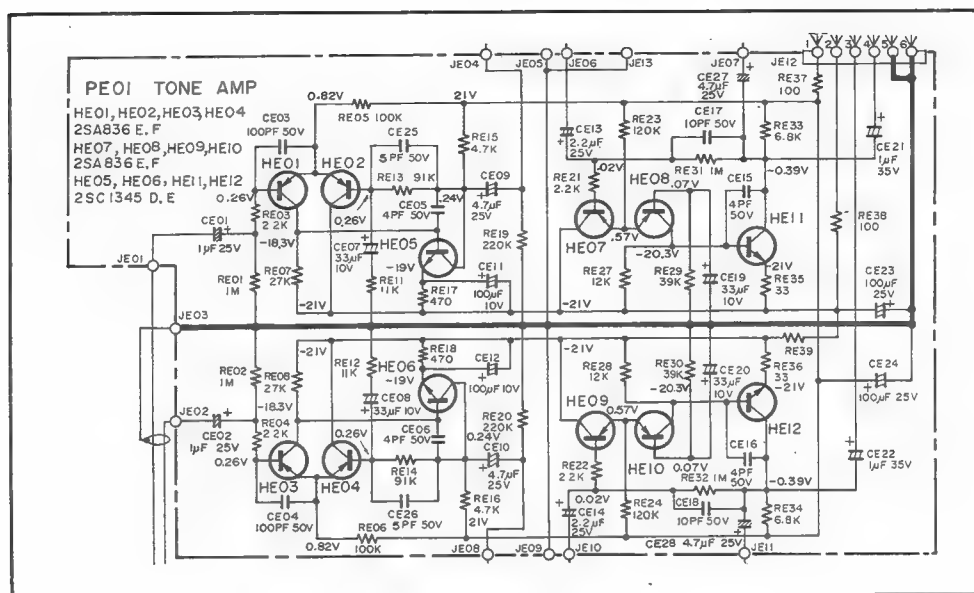 PE01 TONE AMP
HE01, HE02, HE03, HE04
2SA836 E.F
HE07, HE08, HE09, HE10
2SA836 E.F
HE05, HE06, HE11, HE12
2SC1345 D.E
JE04
JE05
JE06
JE13
JE07
JE12
1 2 3 4 5 6
CE03
100PF 50V
0.82V
RE05 100K
21V
CE25
5PF 50V
RE15
4.7K
HE01
HE02
RE13 91K
CE05
4PF 50V
.24V
CE09
4.7µF
25V
0.26V
RE03
2.2K
0.26V
CE01
1µF 25V
-18.3V
CE07
33µF
10V
HE05
-19V
RE19
220K
JE01
RE01
1M
RE07
27K
RE11
11K
RE17
470
CE11
100µF
10V
-21V
CE13
2.2µF
25V
RE23
120K
CE27
4.7µF
25V
CE17
10PF 50V
RE37
100
RE33
6.8K
CE21
1µF
35V
.02V
RE31 1M
-0.39V
RE21
2.2K
HE08
.07V
CE15
4PF
50V
HE07
.57V
HE11
RE38
100
-20.3V
-21V
RE27
12K
RE29
39K
CE19
33µF
10V
RE35
33
CE23
100µF
25V
-21V
JE03
-21V
RE18
470
CE12
100µF 10V
RE02
1M
RE08
27K
RE12
11K
HE06
-19V
CE08
33µF 10V
JE02
-18.3V
CE02
1µF
25V
RE04
2.2K
0.26V
0.26V
CE06
4PF 50V
RE20
220K
0.24V
CE10
4.7µF
25V
HE03
HE04
RE14
91K
CE04
100PF 50V
CE26
5PF 50V
RE16
4.7K
21V
RE06
100K
0.82V
JE08
JE09
JE10
JE11
-21V
RE28
12K
RE30
39K
-20.3V
CE20
33µF
10V
RE39
RE36
33
-21V
CE24
100µF 25V
HE09
0.57V
HE10
0.07V
HE12
CE16
4PF
50V
RE22
2.2K
0.02V
RE32 1M
-0.39V
CE22
1µF 35V
CE14
2.2µF
25V
RE24
120K
CE18
10PF 50V
RE34
6.8K
CE28 4.7µF 25V